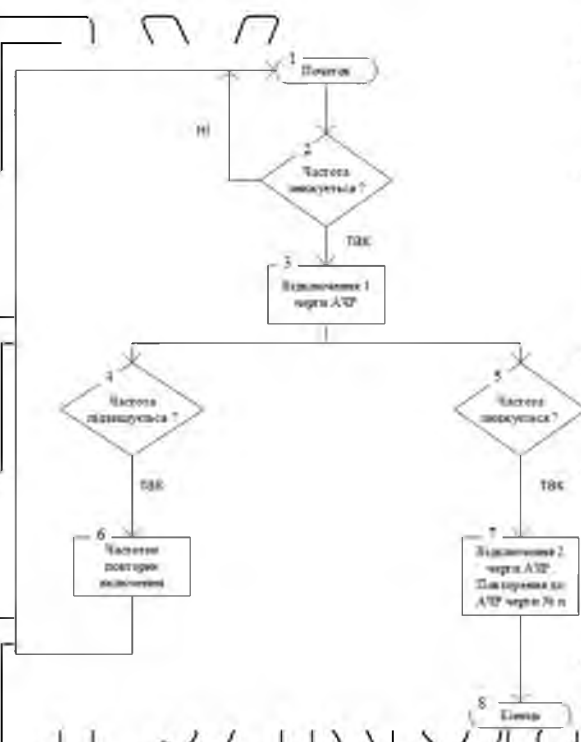 1
Початок
ні
2
Частота
знижується ?
так
3
Відключення 1
черги АЧР
4
Частота
підвищується ?
5
Частота
знижується ?
так
так
6
Частотне
повторне
включення
7
Відключення 2
черги АЧР.
Повторення до
АЧР черги № n
8
Кінець